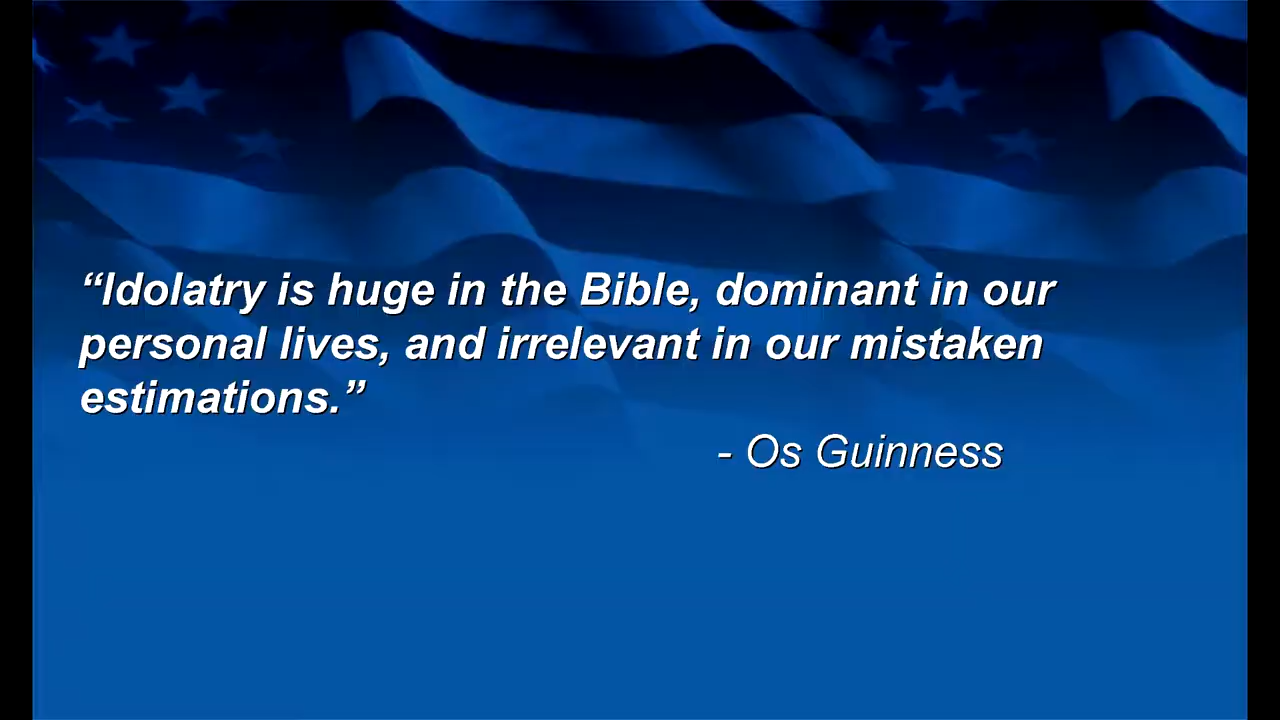 “Idolatry is huge in the Bible, dominant in our
personal lives, and irrelevant in our mistaken
estimations.”
- Os Guinness